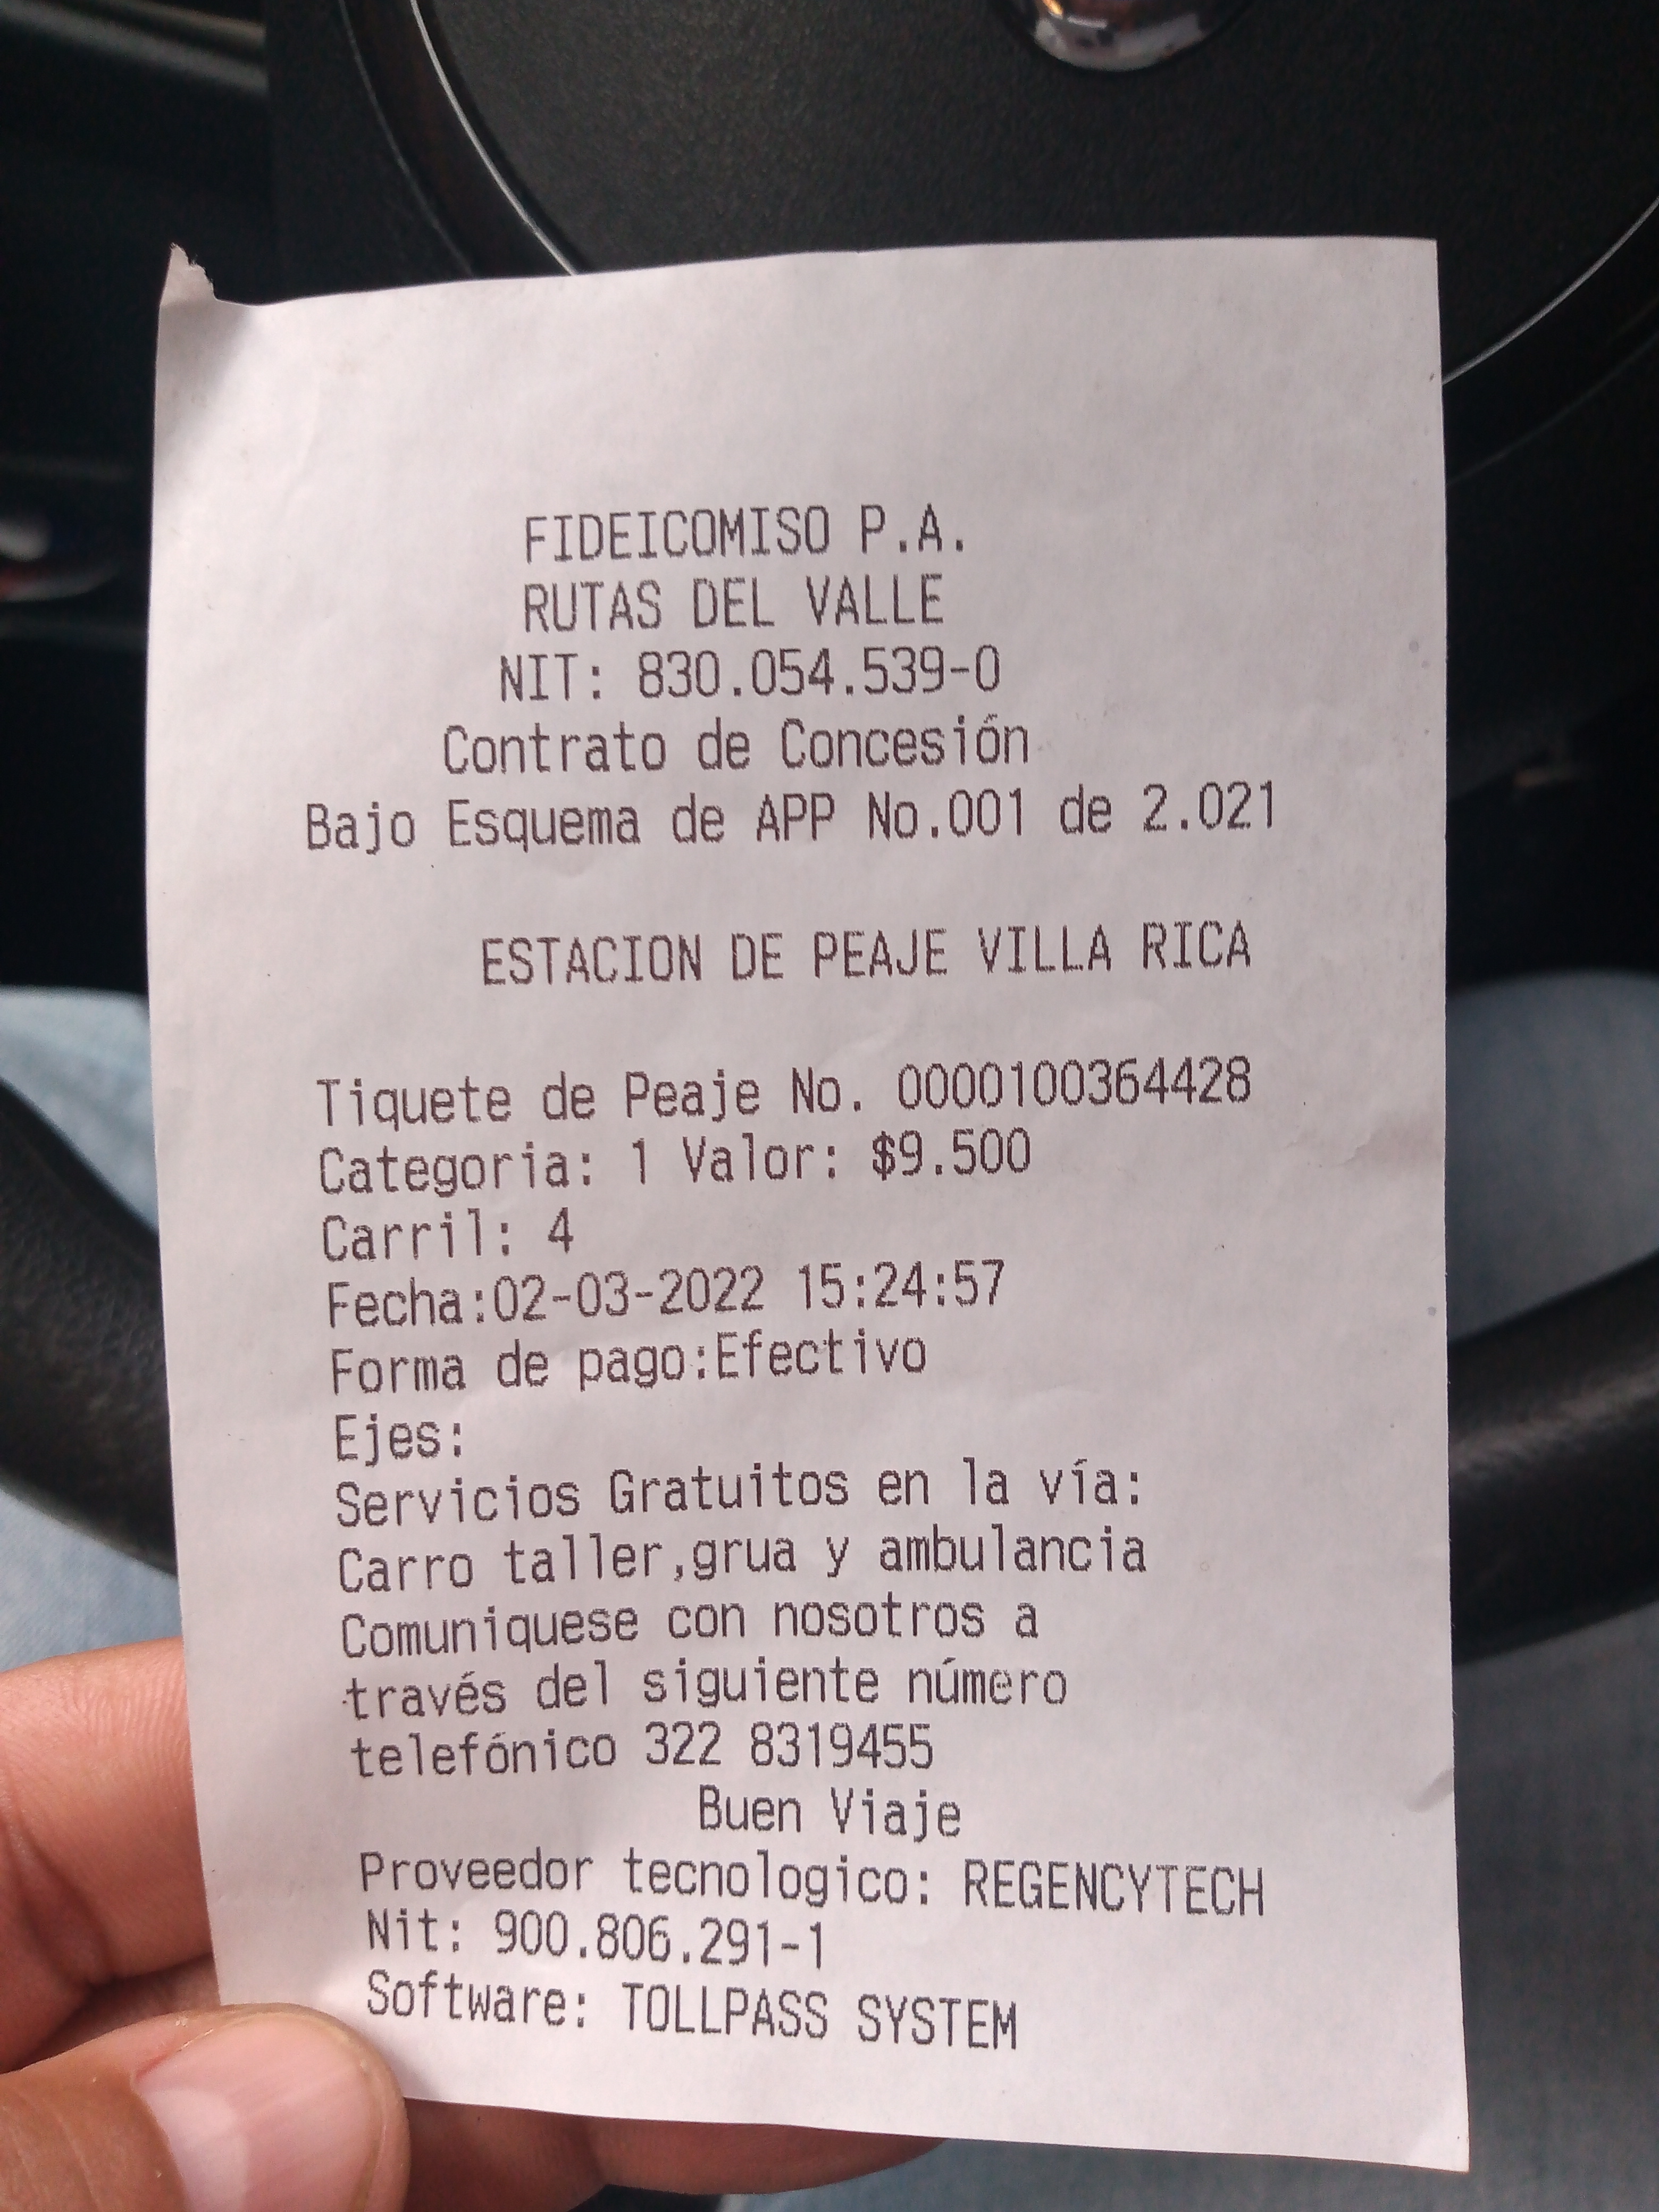 FIDEICOMISO P.A.
RUTAS DEL VALLE
NIT: 830.054.539-0
Contrato de Concesión
Bajo Esquema de APP No.001 de 2.021
ESTACION DE PEAJE VILLA RICA
Tiquete de Peaje No. 0000100364428
Categoria: 1 Valor: $9.500
Carril: 4
Fecha:02-03-2022 15:24:57
Forma de pago:Efectivo
Ejes:
Servicios Gratuitos en la vía:
Carro taller,grua y ambulancia
Comuniquese con nosotros a
través del siguiente número
telefónico 322 8319455
Buen Viaje
Proveedor tecnologico: REGENCYTECH
Nit: 900.806.291-1
Software: TOLLPASS SYSTEM